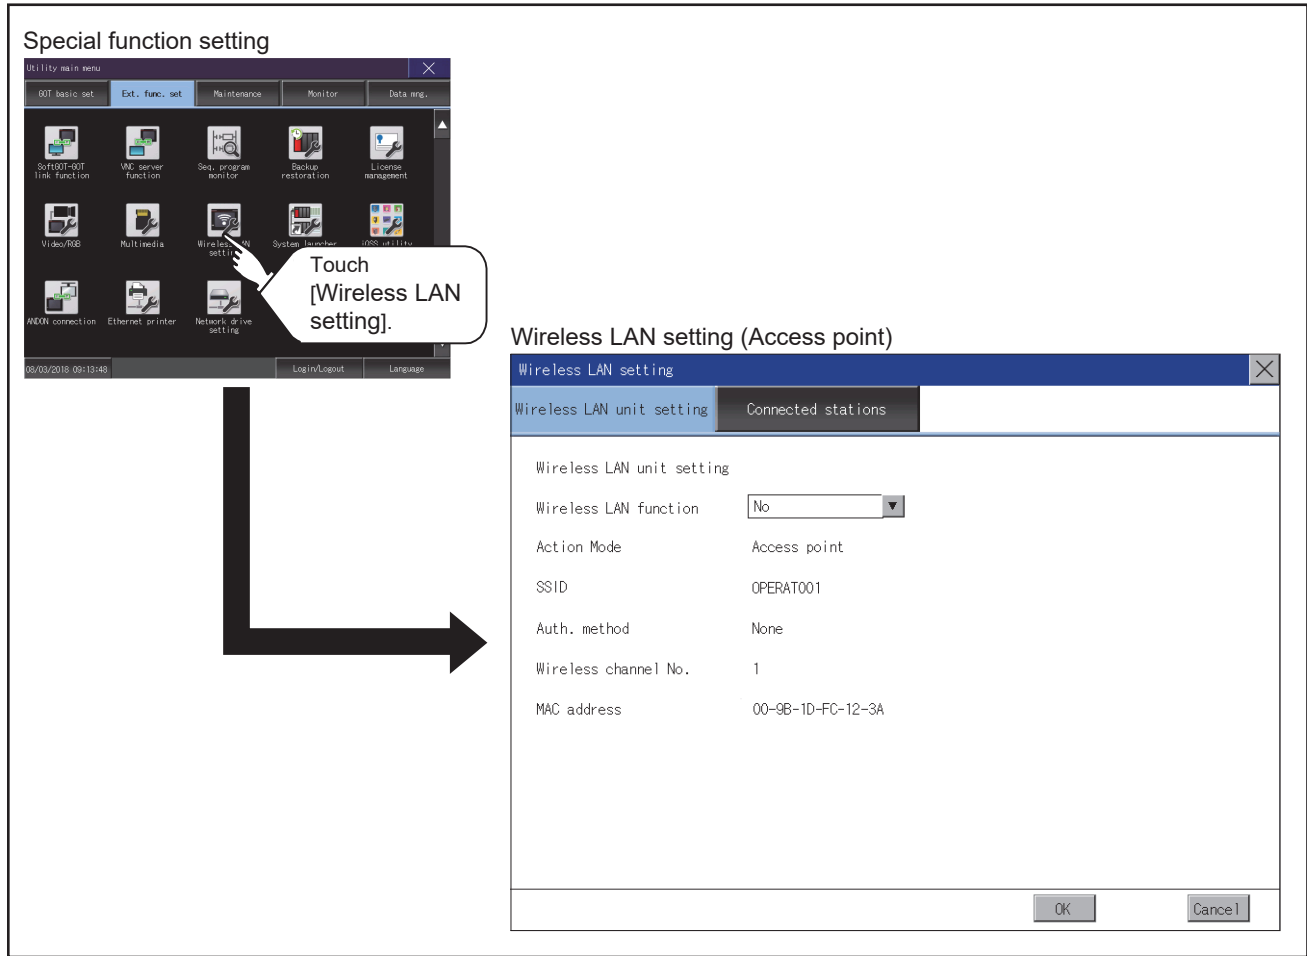 Special function setting
Utility main menu
GOT basic set
Ext. func. set
Maintenance
Monitor
Data mng.
SoftGOT-GOT
link function
VNC server
function
Seq. program
monitor
Backup
restoration
License
management
Video/RGB
Multimedia
setti
System launcher
iQSS utility
Touch
[Wireless LAN
setting].
ANDON connection
Ethernet printer
Network drive
setting
08/03/2018 09:13:48
Login/Logout
Language
Wireless LAN setting (Access point)
Wireless LAN setting
Wireless LAN unit setting
Connected stations
Wireless LAN unit setting
Wireless LAN function
No
Action Mode
Access point
SSID
OPERAT001
Auth. method
None
Wireless channel No.
1
MAC address
00-9B-1D-FC-12-3A
OK
Cancel